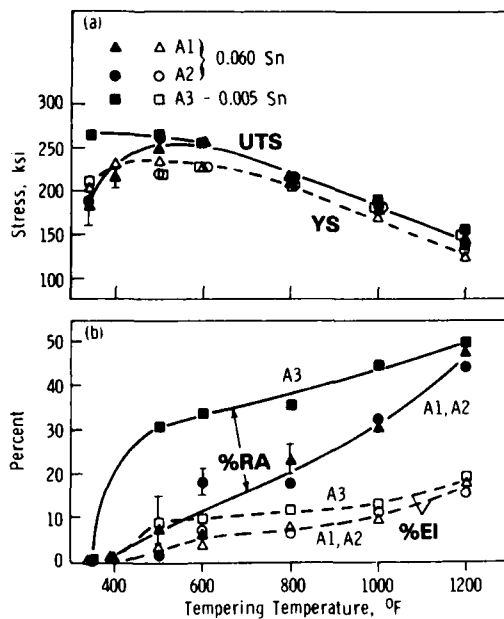 (a)
A1 } 0.060 Sn
A2
A3 - 0.005 Sn
300
250
200
150
100
Stress, ksi
UTS
YS
(b)
50
40
30
20
10
0
Percent
A3
A1, A2
%RA
A3
%El
A1, A2
400 500 600 800 1000 1200
Tempering Temperature, °F